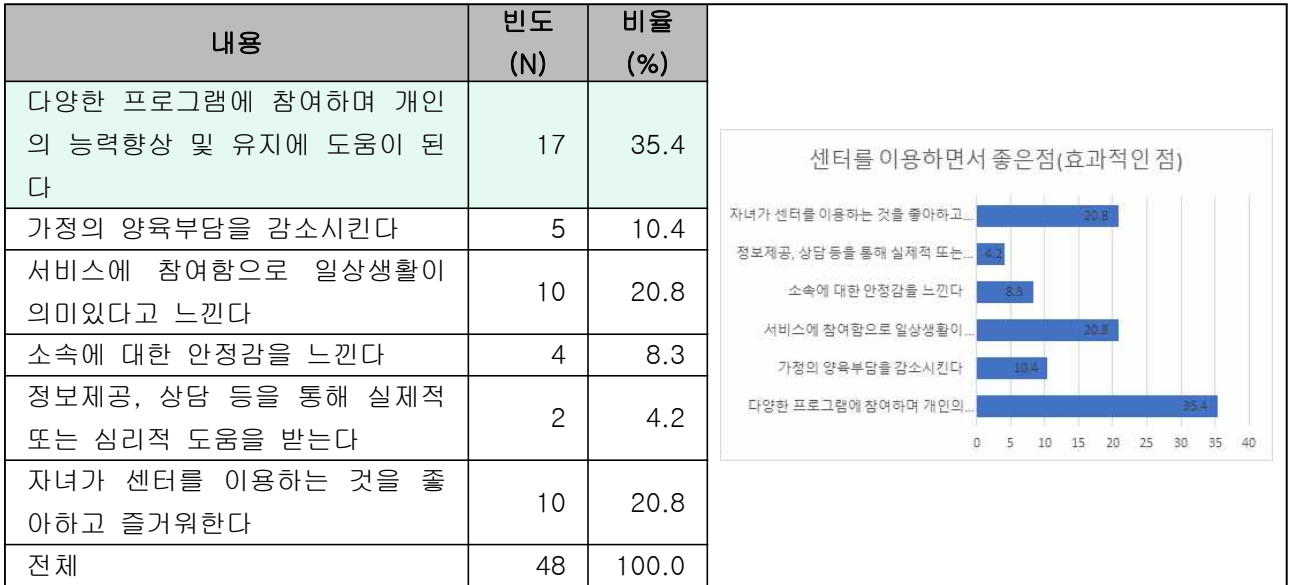 내용
빈도
(N)
비율
(%)
다양한 프로그램에 참여하며 개인
의 능력향상 및 유지에 도움이 된
다
17
35.4
가정의 양육부담을 감소시킨다
5
10.4
서비스에 참여함으로 일상생활이
의미있다고 느낀다
10
20.8
소속에 대한 안정감을 느낀다
4
8.3
정보제공, 상담 등을 통해 실제적
또는 심리적 도움을 받는다
2
4.2
자녀가 센터를 이용하는 것을 좋
아하고 즐거워한다
10
20.8
전체
48
100.0
센터를 이용하면서 좋은점(효과적인 점)
자녀가 센터를 이용하는 것을 좋아하고...
20.8
정보제공, 상담 등을 통해 실제적 또는...
4.2
소속에 대한 안정감을 느낀다
8.3
서비스에 참여함으로 일상생활이...
20.8
가정의 양육부담을 감소시킨다
10.4
다양한 프로그램에 참여하며 개인의...
35.4
0 5 10 15 20 25 30 35 40